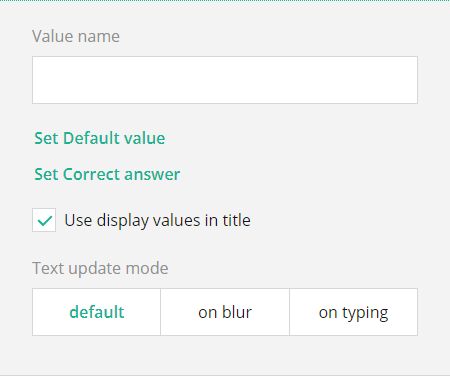 Value name
Set Default value
Set Correct answer
Use display values in title
Text update mode
default on blur on typing